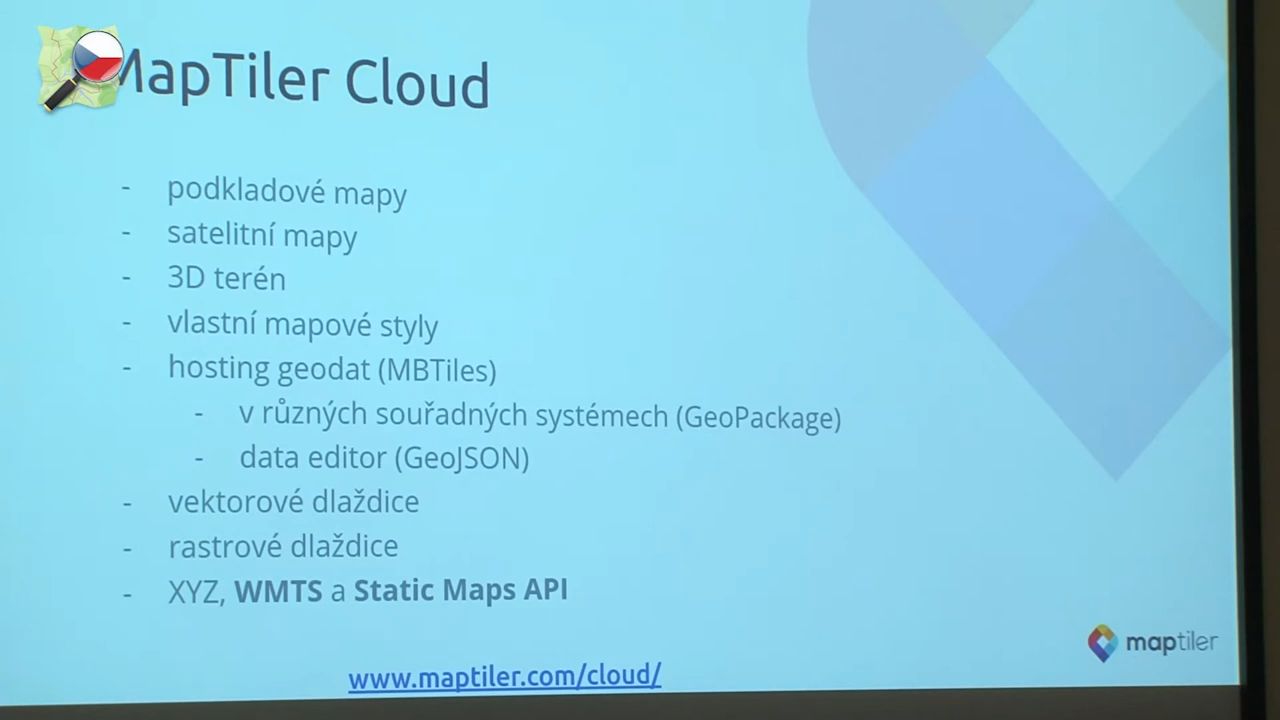 MapTiler Cloud
- podkladové mapy
- satelitní mapy
- 3D terén
- vlastní mapové styly
- hosting geodat (MBTiles)
- v různých souřadných systémech (GeoPackage)
- data editor (GeoJSON)
- vektorové dlaždice
- rastrové dlaždice
- XYZ, WMTS a Static Maps API
maptiler
www.maptiler.com/cloud/